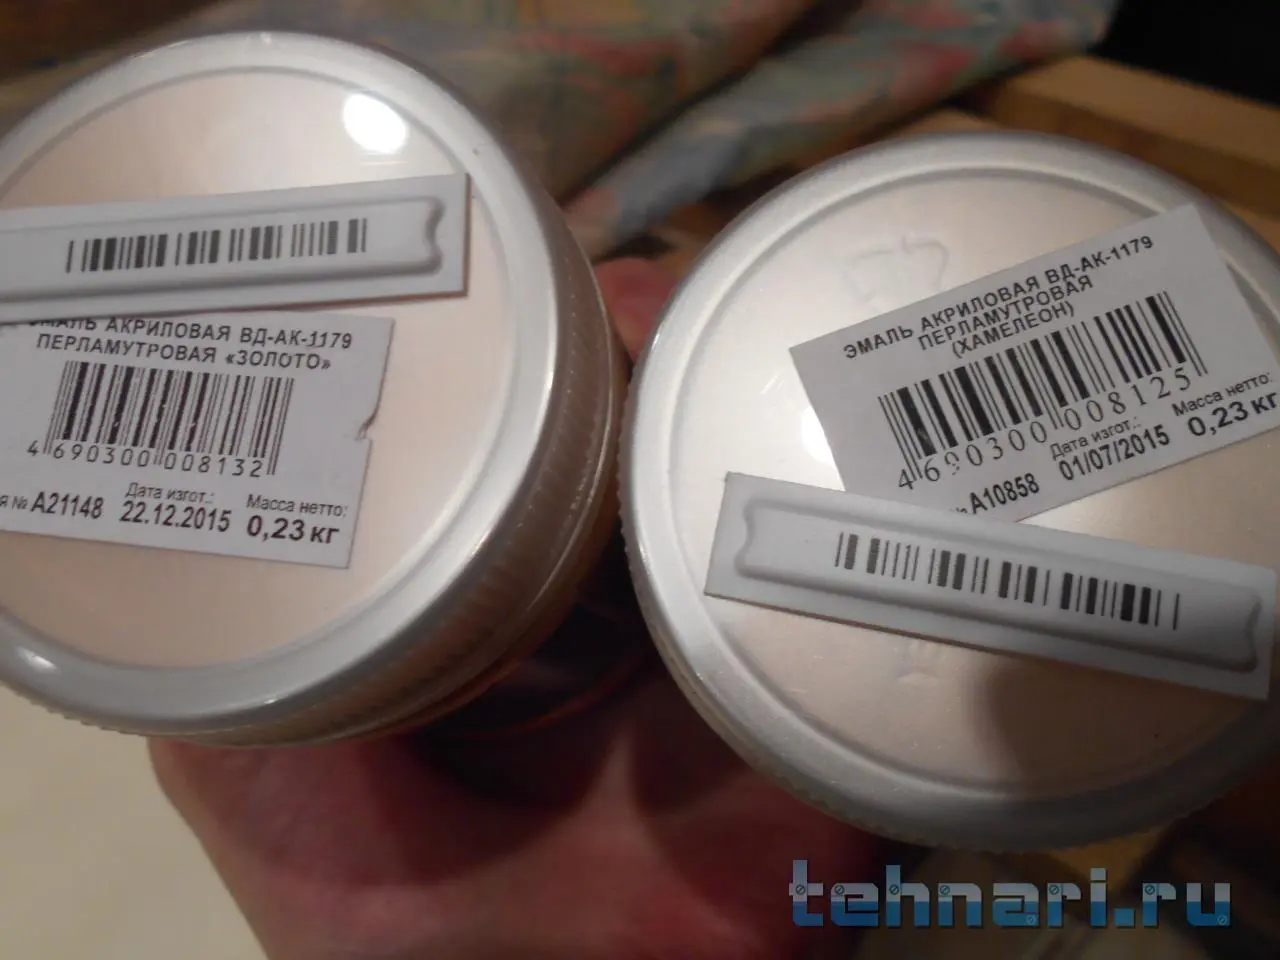 ЭМАЛЬ АКРИЛОВАЯ ВД-АК-1179
ПЕРЛАМУТРОВАЯ «ЗОЛОТО»
4 690300 008132
я № А21148
Дата изгот.:
22.12.2015
Масса нетто:
0,23 кг
ЭМАЛЬ АКРИЛОВАЯ ВД-АК-1179
ПЕРЛАМУТРОВАЯ
(ХАМЕЛЕОН)
4 690300 008125
№ А10858
Дата изгот.:
01/07/2015
Масса нетто:
0,23 кг
tehnari.ru